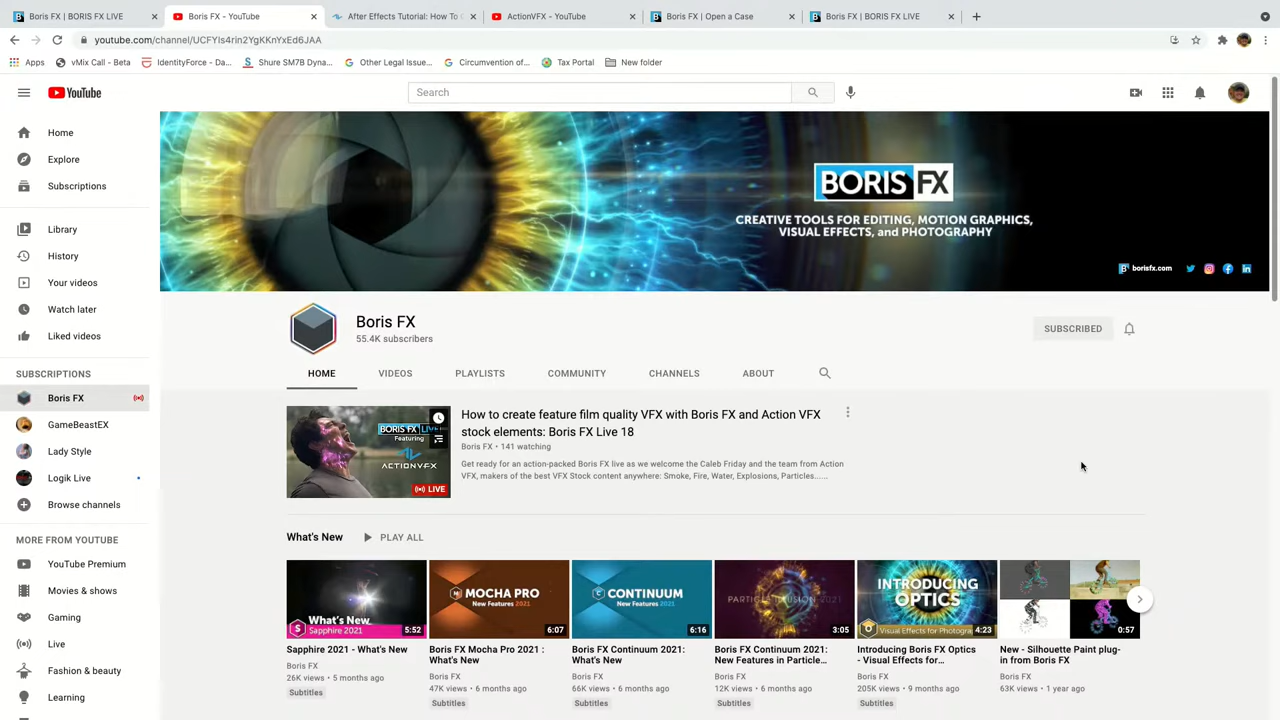 Boris FX | BORIS FX LIVE
Boris FX - YouTube
After Effects Tutorial: How To
ActionVFX - YouTube
Boris FX | Open a Case
Boris FX | BORIS FX LIVE
youtube.com/channel/UCFYIs4rin2YgKKnYxEd6JAA
Apps
vMix Call - Beta
IdentityForce - Da...
Shure SM7B Dyna...
Other Legal Issue...
Circumvention of...
Tax Portal
New folder
YouTube
Search
Home
Explore
Subscriptions
Library
History
Your videos
Watch later
Liked videos
SUBSCRIPTIONS
Boris FX
GameBeastEX
Lady Style
Logik Live
Browse channels
MORE FROM YOUTUBE
YouTube Premium
Movies & shows
Gaming
Live
Fashion & beauty
Learning
BORIS FX
CREATIVE TOOLS FOR EDITING, MOTION GRAPHICS,
VISUAL EFFECTS, and PHOTOGRAPHY
borisfx.com
Boris FX
55.4K subscribers
SUBSCRIBED
HOME
VIDEOS
PLAYLISTS
COMMUNITY
CHANNELS
ABOUT
BORIS FX LIVE
Featuring
ACTIONVFX
LIVE
How to create feature film quality VFX with Boris FX and Action VFX
stock elements: Boris FX Live 18
Boris FX • 141 watching
Get ready for an action-packed Boris FX live as we welcome the Caleb Friday and the team from Action
VFX, makers of the best VFX Stock content anywhere: Smoke, Fire, Water, Explosions, Particles......
What's New
PLAY ALL
What's New
Sapphire 2021
5:52
Sapphire 2021 - What's New
Boris FX
26K views • 5 months ago
Subtitles
MOCHA PRO
New Features 2021
6:07
Boris FX Mocha Pro 2021 :
What's New
Boris FX
47K views • 6 months ago
Subtitles
CONTINUUM
New Features 2021
6:16
Boris FX Continuum 2021:
What's New
Boris FX
66K views • 6 months ago
Subtitles
PARTICLE ILLUSION 2021
3:05
Boris FX Continuum 2021:
New Features in Particle...
Boris FX
12K views • 6 months ago
Subtitles
INTRODUCING
OPTICS
Visual Effects for Photogra
4:23
Introducing Boris FX Optics
- Visual Effects for...
Boris FX
205K views • 9 months ago
Subtitles
0:57
New - Silhouette Paint plug-
in from Boris FX
Boris FX
63K views • 1 year ago